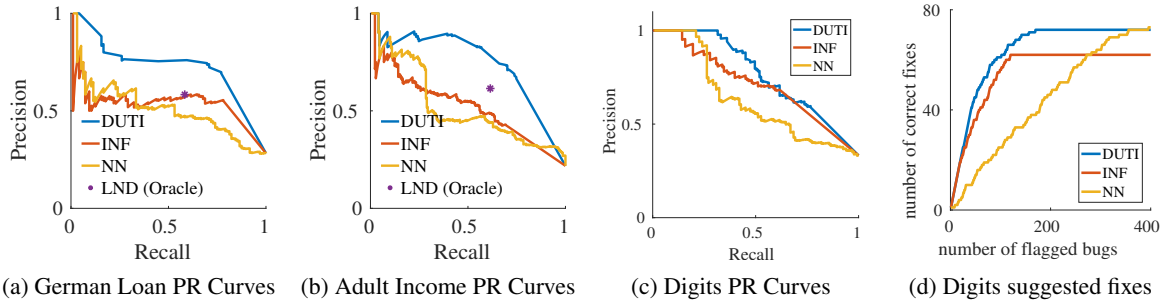 1
0.5
0
Precision
DUTI
INF
NN
LND (Oracle)
0
0.5
1
Recall
(a) German Loan PR Curves
1
0.5
0
Precision
DUTI
INF
NN
LND (Oracle)
0
0.5
1
Recall
(b) Adult Income PR Curves
1
0.5
0
Precision
DUTI
INF
NN
0
0.5
1
Recall
(c) Digits PR Curves
80
40
0
number of correct fixes
DUTI
INF
NN
0
200
400
number of flagged bugs
(d) Digits suggested fixes